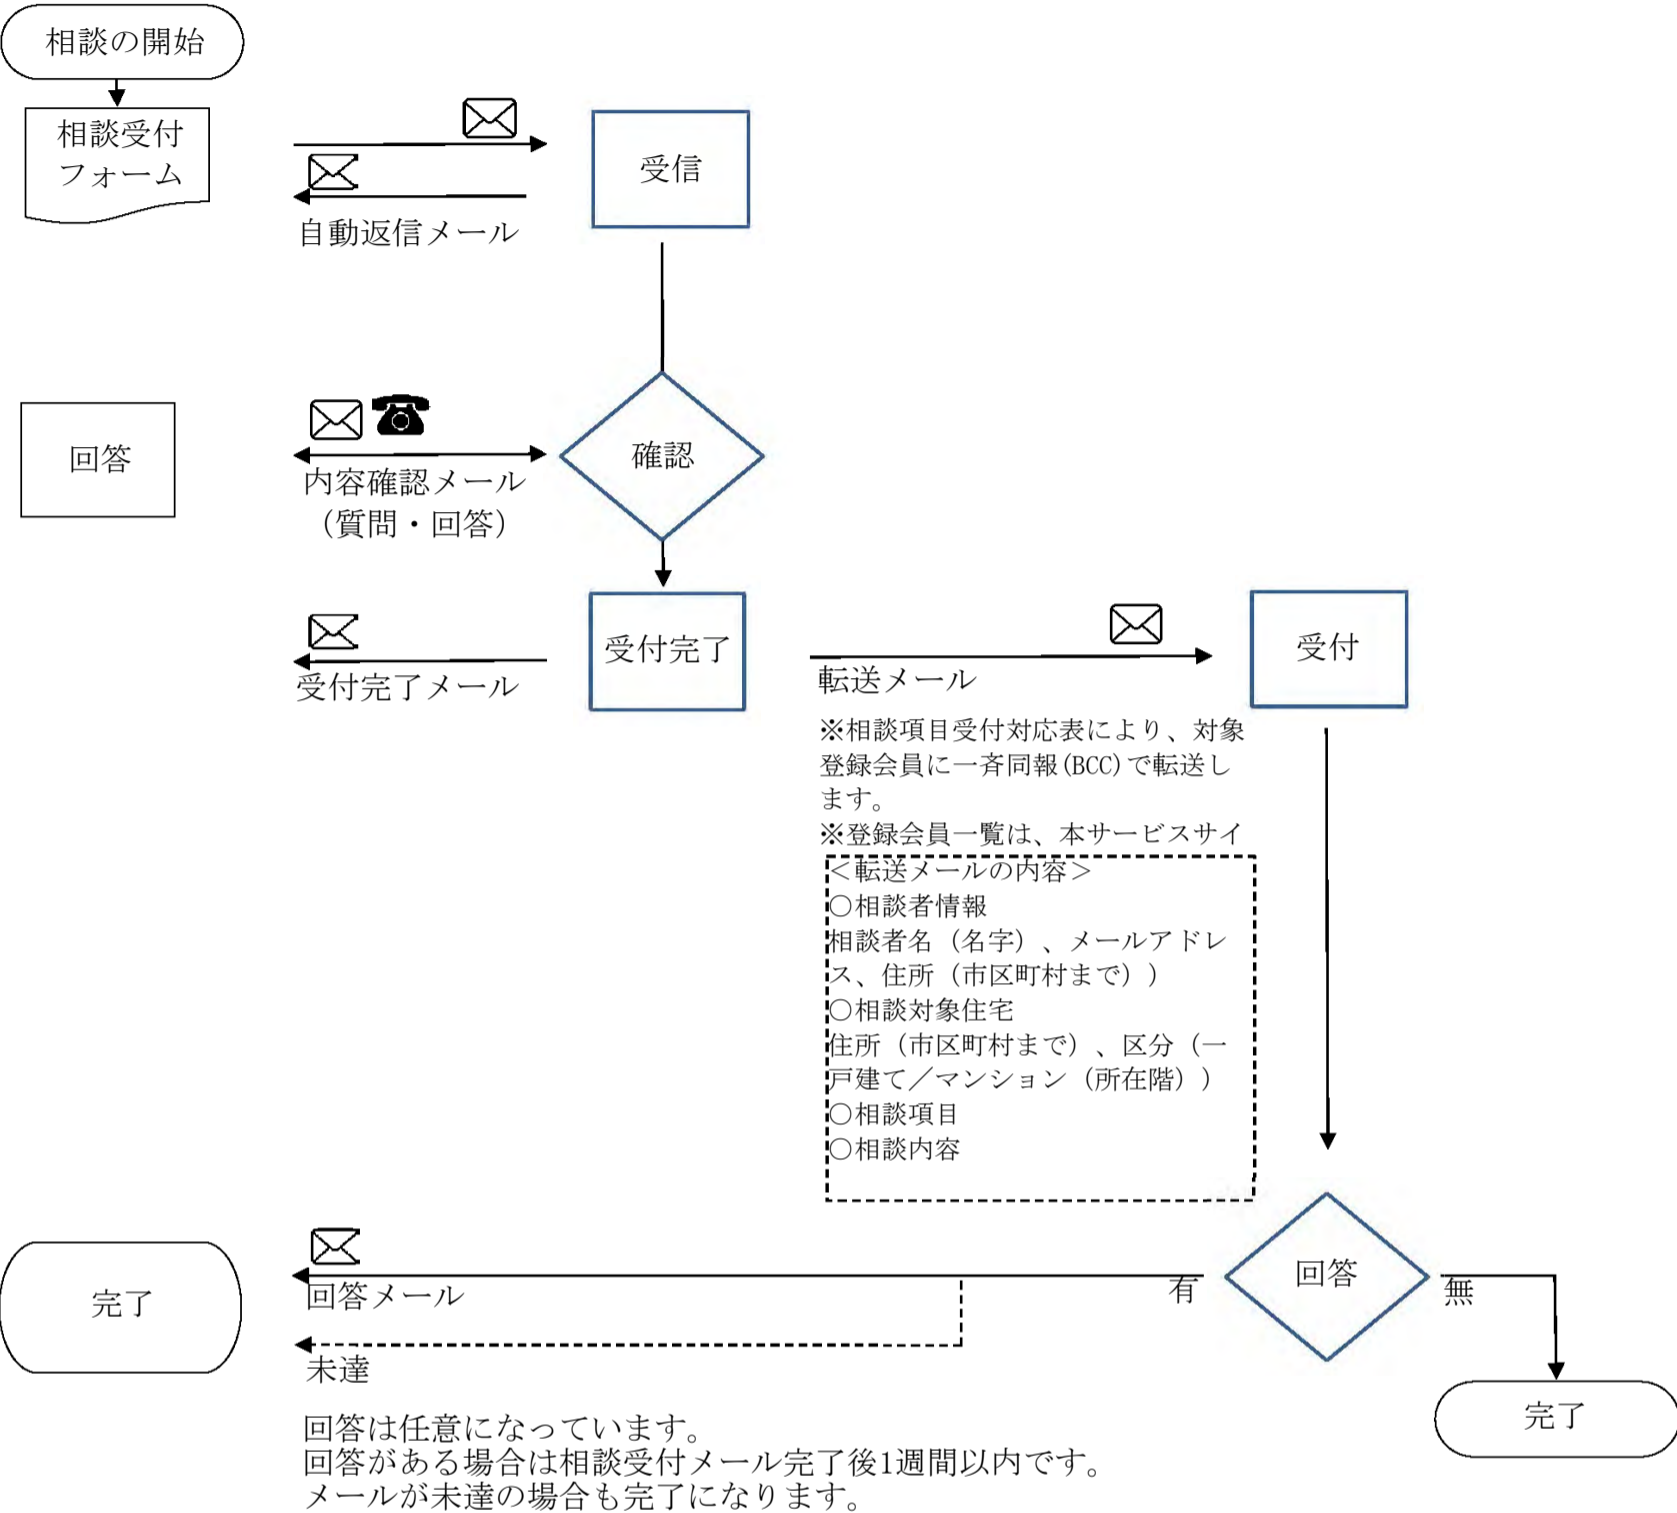 相談の開始
相談受付
フォーム
受信
自動返信メール
回答
内容確認メール
（質問・回答）
確認
受付完了
受付完了メール
転送メール
受付
※相談項目受付対応表により、対象
登録会員に一斉同報(BCC)で転送し
ます。
※登録会員一覧は、本サービスサイ
＜転送メールの内容＞
○相談者情報
相談者名（名字）、メールアドレ
ス、住所（市区町村まで））
○相談対象住宅
住所（市区町村まで）、区分（一
戸建て／マンション（所在階））
○相談項目
○相談内容
完了
回答メール
有
回答
無
未達
完了
回答は任意になっています。
回答がある場合は相談受付メール完了後1週間以内です。
メールが未達の場合も完了になります。